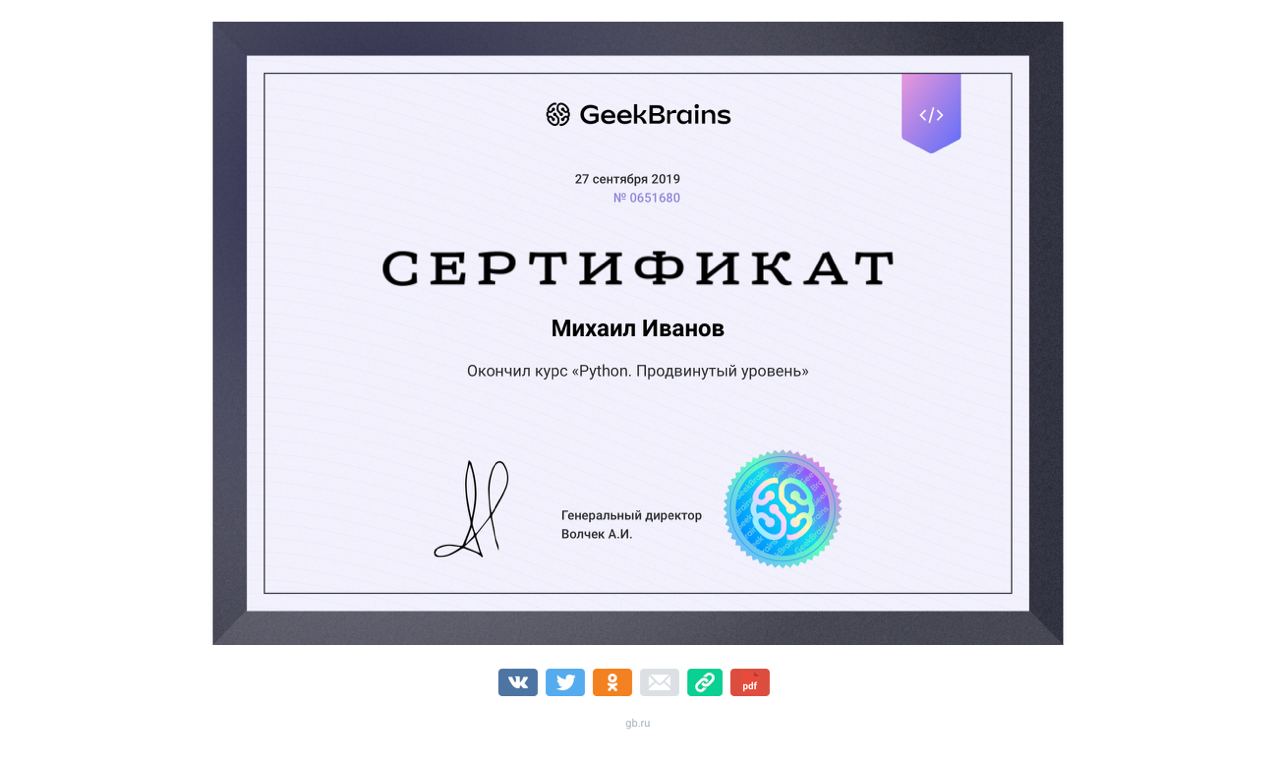 GeekBrains
27 сентября 2019
№ 0651680
СЕРТИФИКАТ
Михаил Иванов
Окончил курс «Python. Продвинутый уровень»
Генеральный директор
Волчек А.И.
GeekBrains
pdf
gb.ru